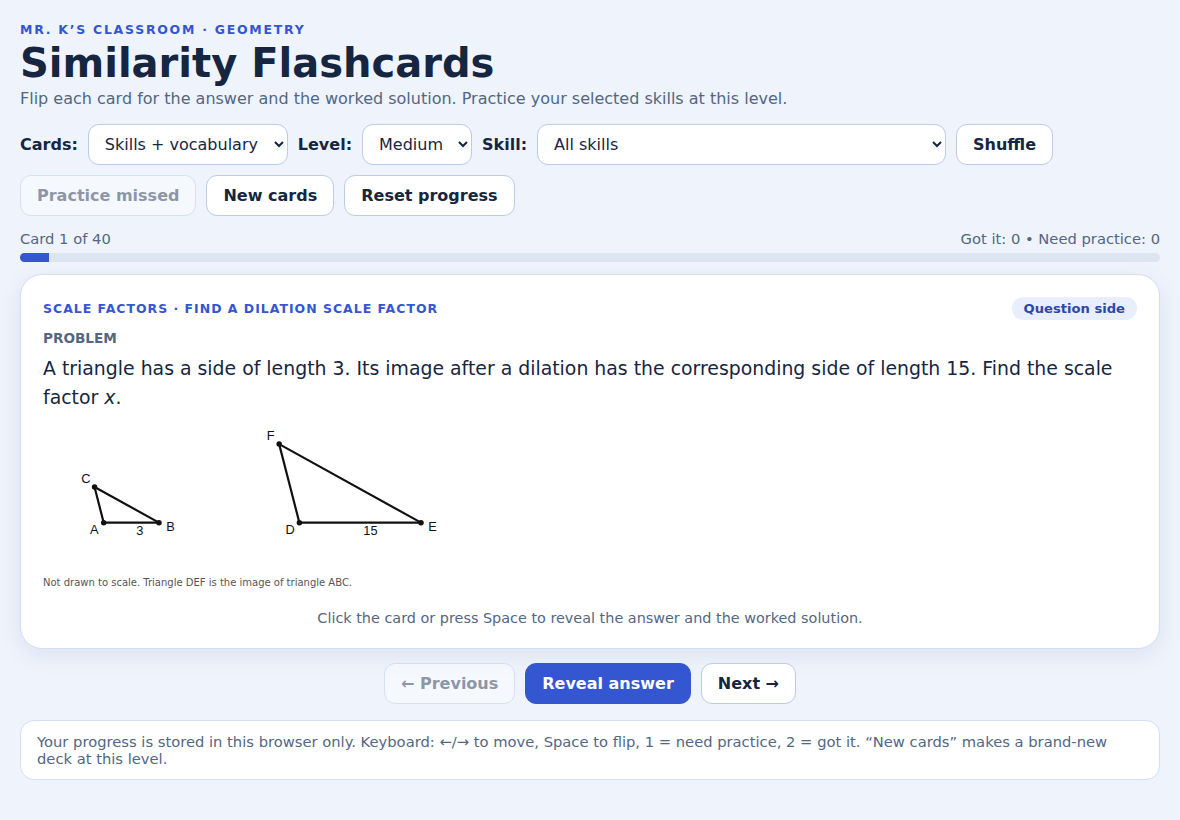 MR. K’S CLASSROOM · GEOMETRY
Similarity Flashcards
Flip each card for the answer and the worked solution. Practice your selected skills at this level.
Cards: Skills + vocabulary Level: Medium Skill: All skills Shuffle
Practice missed New cards Reset progress
Card 1 of 40 Got it: 0 • Need practice: 0
SCALE FACTORS · FIND A DILATION SCALE FACTOR Question side
PROBLEM
A triangle has a side of length 3. Its image after a dilation has the corresponding side of length 15. Find the scale
factor x.
F
C
A 3 B D 15 E
Not drawn to scale. Triangle DEF is the image of triangle ABC.
Click the card or press Space to reveal the answer and the worked solution.
← Previous Reveal answer Next →
Your progress is stored in this browser only. Keyboard: ←/→ to move, Space to flip, 1 = need practice, 2 = got it. “New cards” makes a brand-new
deck at this level.